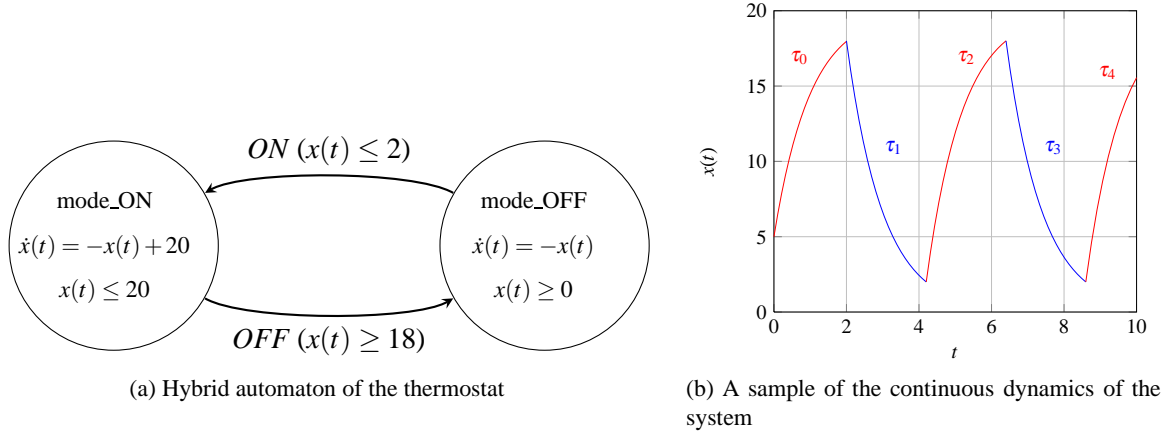 ON (x(t) ≤ 2)
mode_ON
ẋ(t) = −x(t) + 20
x(t) ≤ 20
mode_OFF
ẋ(t) = −x(t)
x(t) ≥ 0
OFF (x(t) ≥ 18)
(a) Hybrid automaton of the thermostat
20
15
10
5
0
x(t)
τ₀
τ₁
τ₂
τ₃
τ₄
0 2 4 6 8 10
t
(b) A sample of the continuous dynamics of the
system